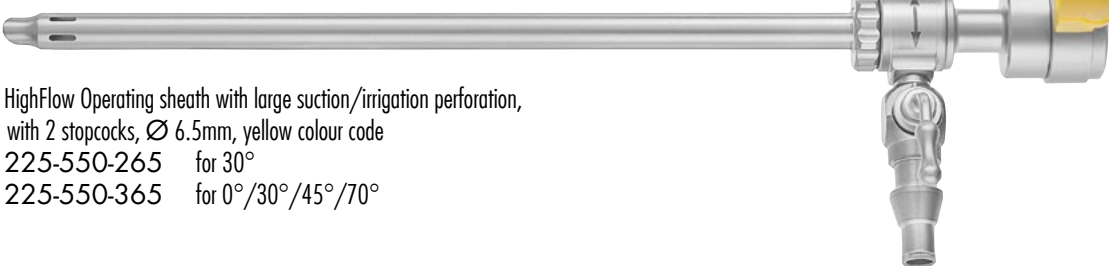 HighFlow Operating sheath with large suction/irrigation perforation,
with 2 stopcocks, Ø 6.5mm, yellow colour code
225-550-265 for 30°
225-550-365 for 0°/30°/45°/70°